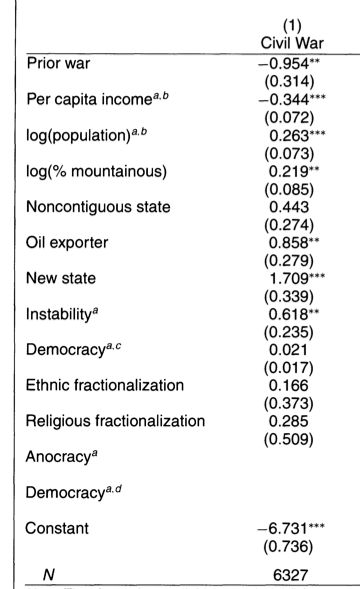 (1)
Civil War
Prior war −0.954**
(0.314)
Per capita income^a,b −0.344***
(0.072)
log(population)^a,b 0.263***
(0.073)
log(% mountainous) 0.219**
(0.085)
Noncontiguous state 0.443
(0.274)
Oil exporter 0.858**
(0.279)
New state 1.709***
(0.339)
Instability^a 0.618**
(0.235)
Democracy^a,c 0.021
(0.017)
Ethnic fractionalization 0.166
(0.373)
Religious fractionalization 0.285
(0.509)
Anocracy^a
Democracy^a,d
Constant −6.731***
(0.736)
N 6327